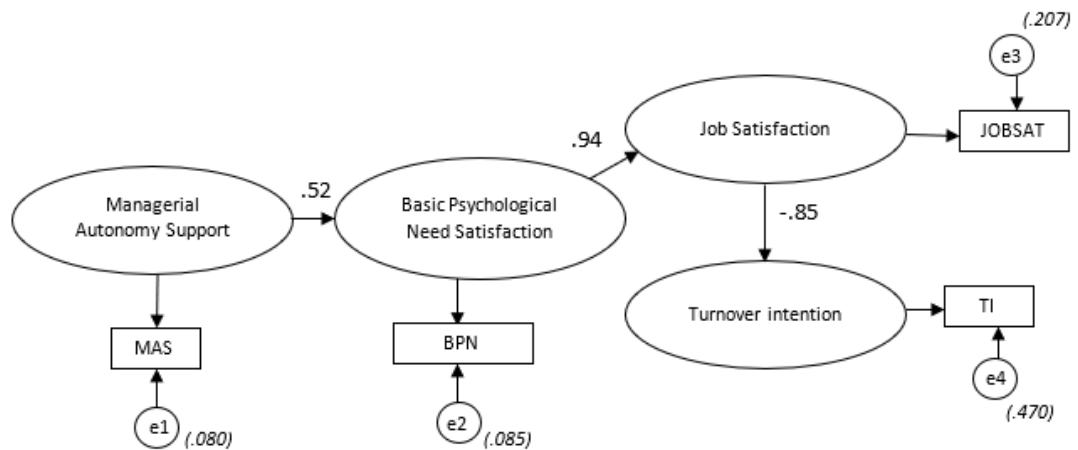 (.207)
e3
Job Satisfaction
JOBSAT
.94
.52
Managerial
Autonomy Support
Basic Psychological
Need Satisfaction
-.85
Turnover intention
TI
MAS
BPN
e4
(.470)
e1
(.080)
e2
(.085)